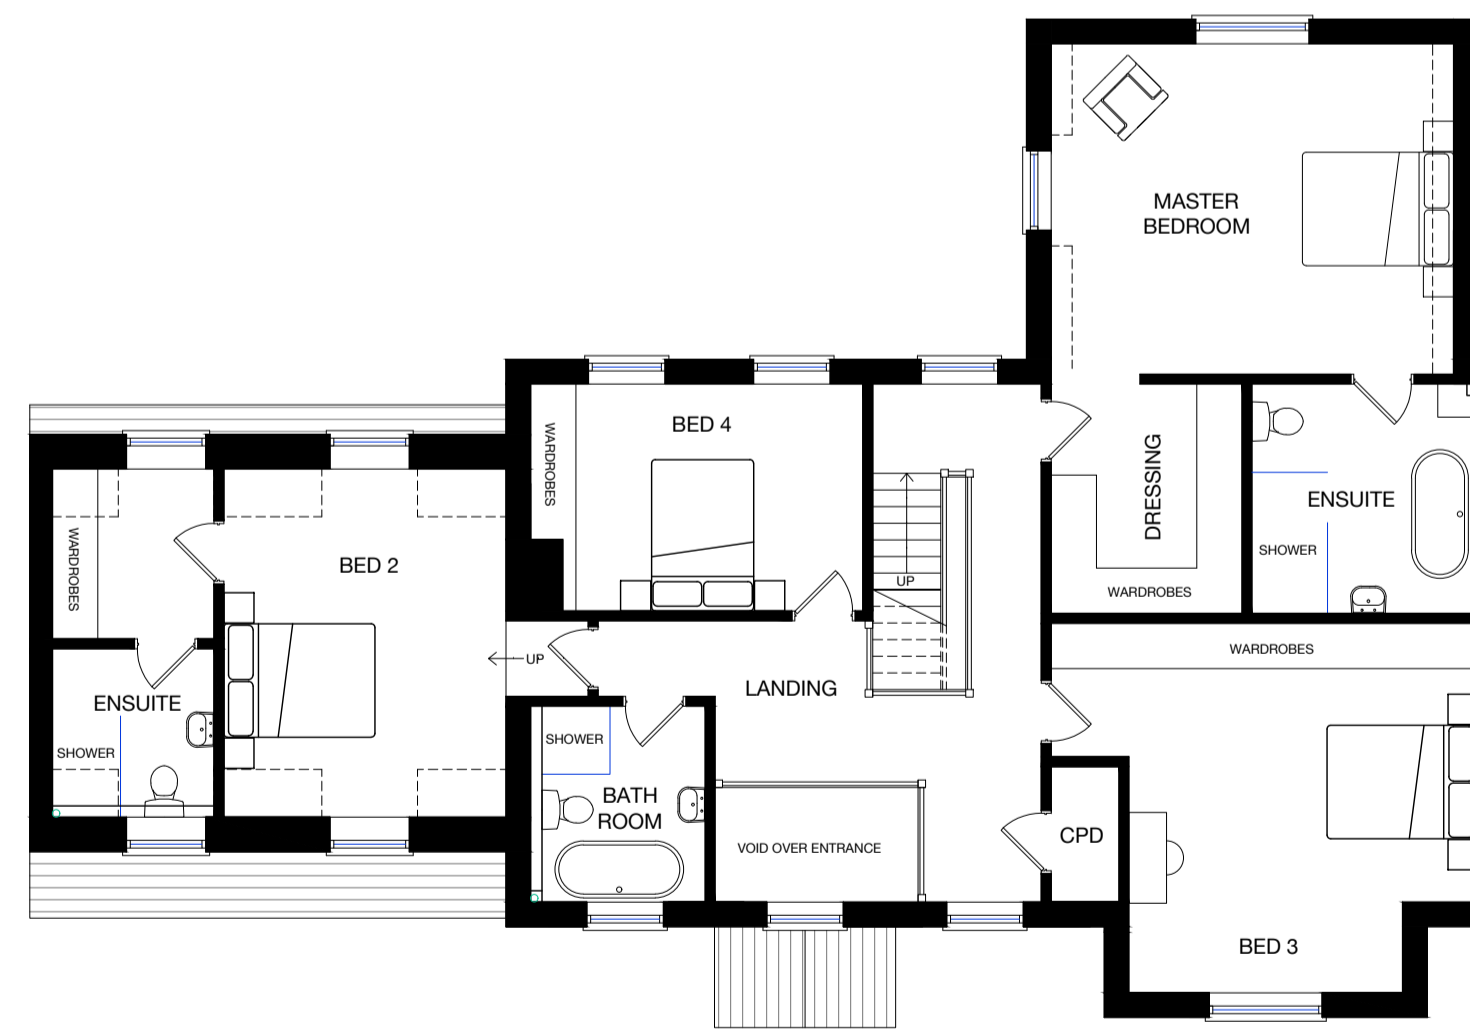 MASTER
BEDROOM
BED 4
WARDROBES
DRESSING
ENSUITE
SHOWER
WARDROBES
UP
BED 2
WARDROBES
UP
LANDING
WARDROBES
ENSUITE
SHOWER
SHOWER
BATH
ROOM
VOID OVER ENTRANCE
CPD
BED 3